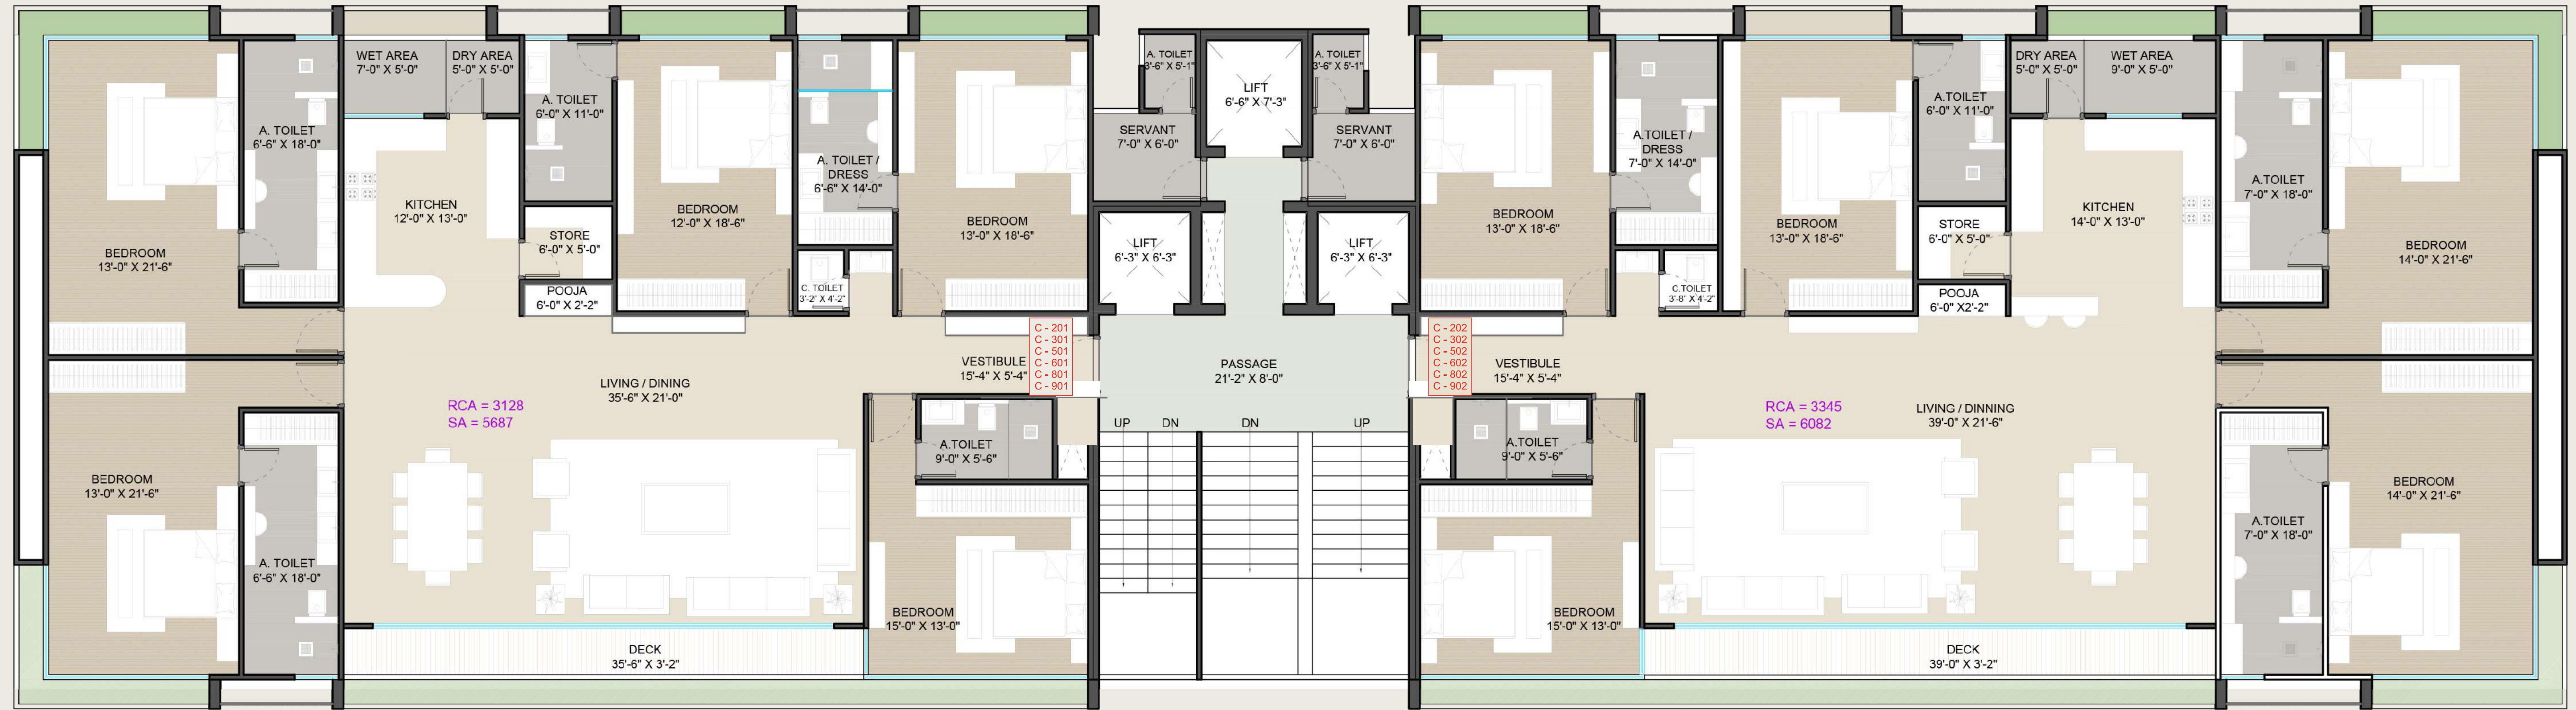 WET AREA
7'-0" X 5'-0"
DRY AREA
5'-0" X 5'-0"
A. TOILET
6'-6" X 18'-0"
A. TOILET
6'-0" X 11'-0"
A. TOILET /
DRESS
6'-6" X 14'-0"
KITCHEN
12'-0" X 13'-0"
BEDROOM
12'-0" X 18'-6"
BEDROOM
13'-0" X 18'-6"
STORE
6'-0" X 5'-0"
BEDROOM
13'-0" X 21'-6"
POOJA
6'-0" X 2'-2"
C. TOILET
3'-2" X 4'-2"
C - 201
C - 301
C - 501
C - 601
C - 801
C - 901
VESTIBULE
15'-4" X 5'-4"
LIVING / DINING
35'-6" X 21'-0"
RCA = 3128
SA = 5687
A.TOILET
9'-0" X 5'-6"
BEDROOM
13'-0" X 21'-6"
A. TOILET
6'-6" X 18'-0"
BEDROOM
15'-0" X 13'-0"
DECK
35'-6" X 3'-2"
A. TOILET
3'-6" X 5'-1"
A. TOILET
3'-6" X 5'-1"
LIFT
6'-6" X 7'-3"
SERVANT
7'-0" X 6'-0"
SERVANT
7'-0" X 6'-0"
LIFT
6'-3" X 6'-3"
LIFT
6'-3" X 6'-3"
PASSAGE
21'-2" X 8'-0"
UP
DN
DN
UP
DRY AREA
5'-0" X 5'-0"
WET AREA
9'-0" X 5'-0"
A.TOILET
6'-0" X 11'-0"
A.TOILET /
DRESS
7'-0" X 14'-0"
A.TOILET
7'-0" X 18'-0"
BEDROOM
13'-0" X 18'-6"
BEDROOM
13'-0" X 18'-6"
KITCHEN
14'-0" X 13'-0"
STORE
6'-0" X 5'-0"
BEDROOM
14'-0" X 21'-6"
C.TOILET
3'-8" X 4'-2"
POOJA
6'-0" X2'-2"
C - 202
C - 302
C - 502
C - 602
C - 802
C - 902
VESTIBULE
15'-4" X 5'-4"
RCA = 3345
SA = 6082
LIVING / DINNING
39'-0" X 21'-6"
A.TOILET
9'-0" X 5'-6"
BEDROOM
14'-0" X 21'-6"
A.TOILET
7'-0" X 18'-0"
BEDROOM
15'-0" X 13'-0"
DECK
39'-0" X 3'-2"